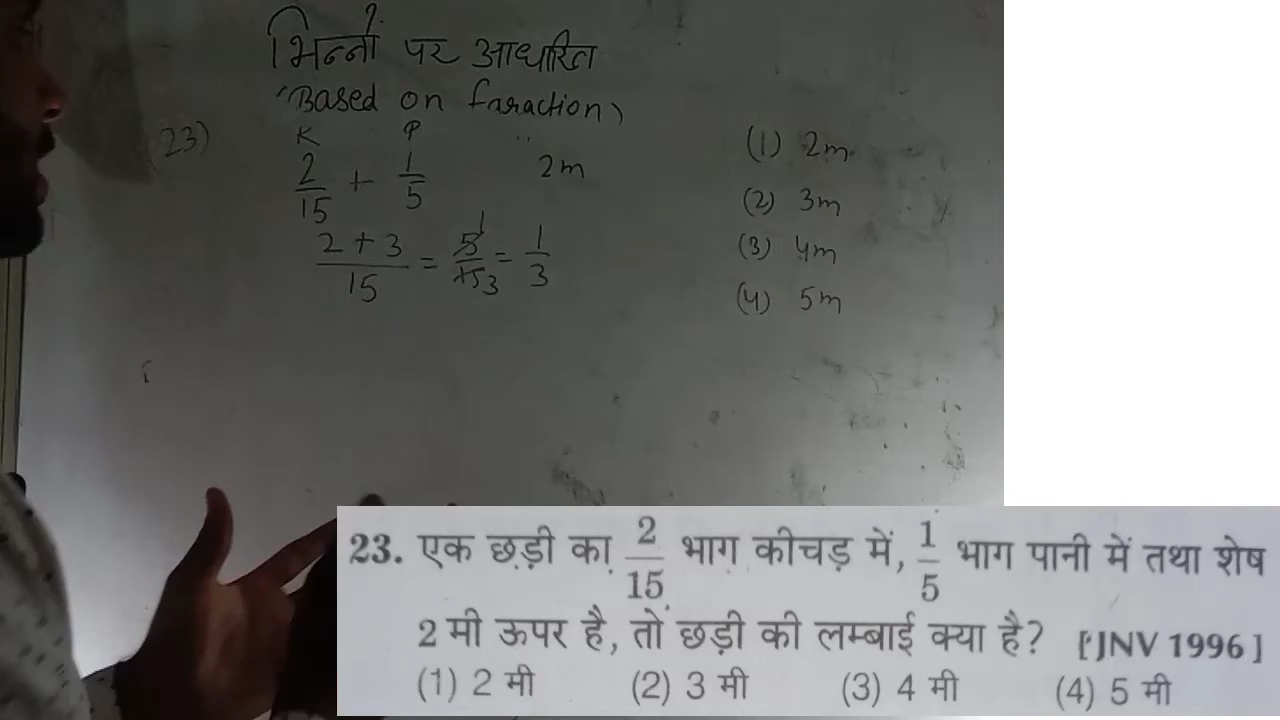 भिन्नों पर आधारित
"Based on faraction"
(23)
K P
2/15 + 1/5 2m
2 + 3/15 = 5/15 = 1/3
1
3
(1) 2m
(2) 3m
(3) 4m
(4) 5m
23. एक छड़ी का 2/15 भाग कीचड़ में, 1/5 भाग पानी में तथा शेष
2 मी ऊपर है, तो छड़ी की लम्बाई क्या है? [JNV 1996]
(1) 2 मी (2) 3 मी (3) 4 मी (4) 5 मी